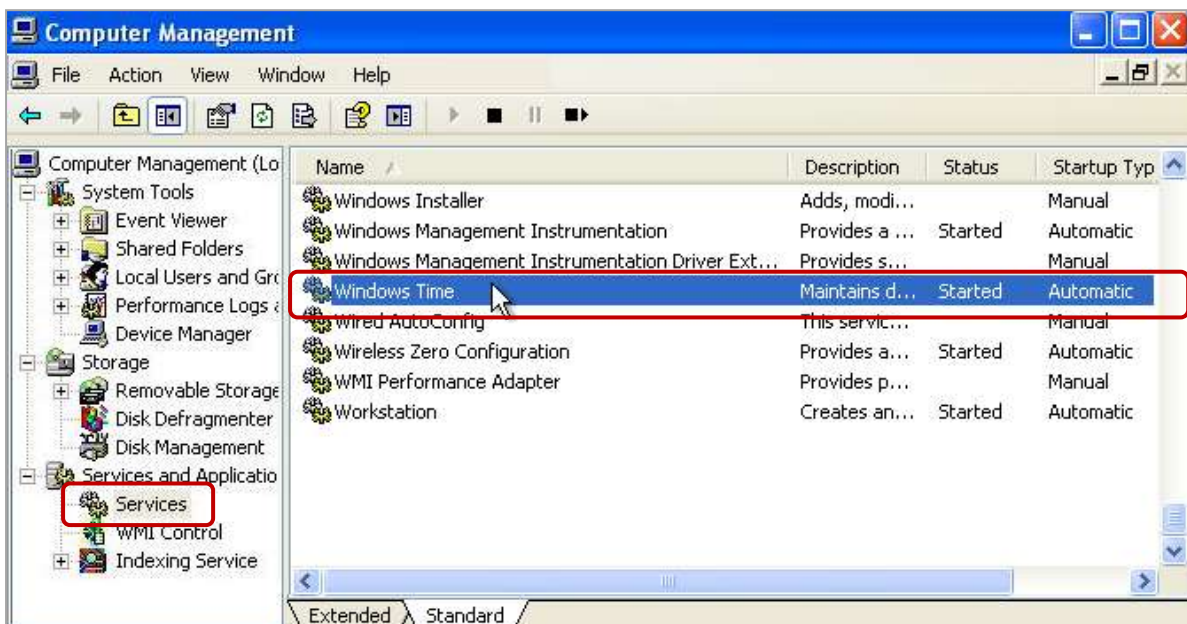 Computer Management
File Action View Window Help
Computer Management (Lo
System Tools
Event Viewer
Shared Folders
Local Users and Gro
Performance Logs a
Device Manager
Storage
Removable Storage
Disk Defragmenter
Disk Management
Services and Applicatio
Services
WMI Control
Indexing Service
Name Description Status Startup Typ
Windows Installer Adds, modi... Manual
Windows Management Instrumentation Provides a ... Started Automatic
Windows Management Instrumentation Driver Ext... Provides s... Manual
Windows Time Maintains d... Started Automatic
Wired AutoConfig This servic... Manual
Wireless Zero Configuration Provides a... Started Automatic
WMI Performance Adapter Provides p... Manual
Workstation Creates an... Started Automatic
Extended Standard